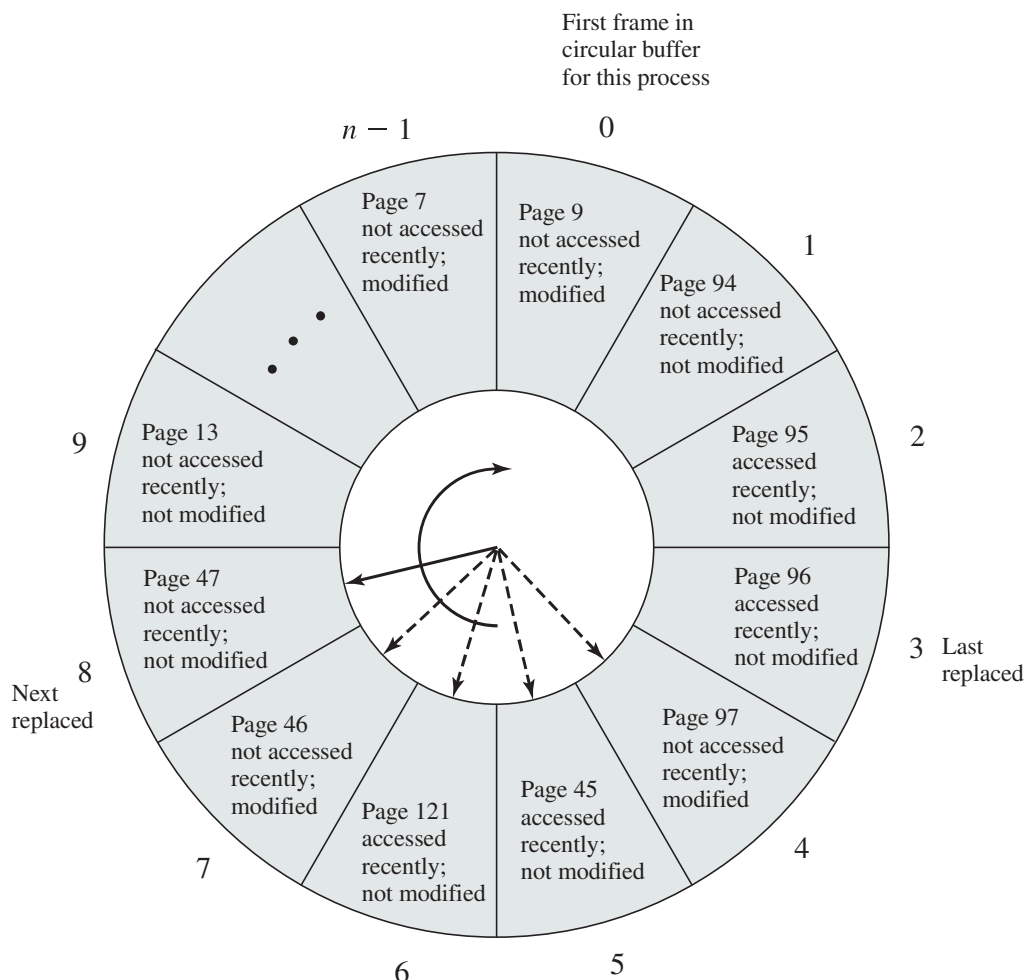 First frame in
circular buffer
for this process
n − 1
0
Page 7
not accessed
recently;
modified
Page 9
not accessed
recently;
modified
1
Page 94
not accessed
recently;
not modified
2
Page 95
accessed
recently;
not modified
Page 96
accessed
recently;
not modified
3
Last
replaced
Page 97
not accessed
recently;
modified
4
Page 45
accessed
recently;
not modified
5
Page 121
accessed
recently;
not modified
6
Page 46
not accessed
recently;
modified
7
Page 47
not accessed
recently;
not modified
8
Next
replaced
Page 13
not accessed
recently;
not modified
9